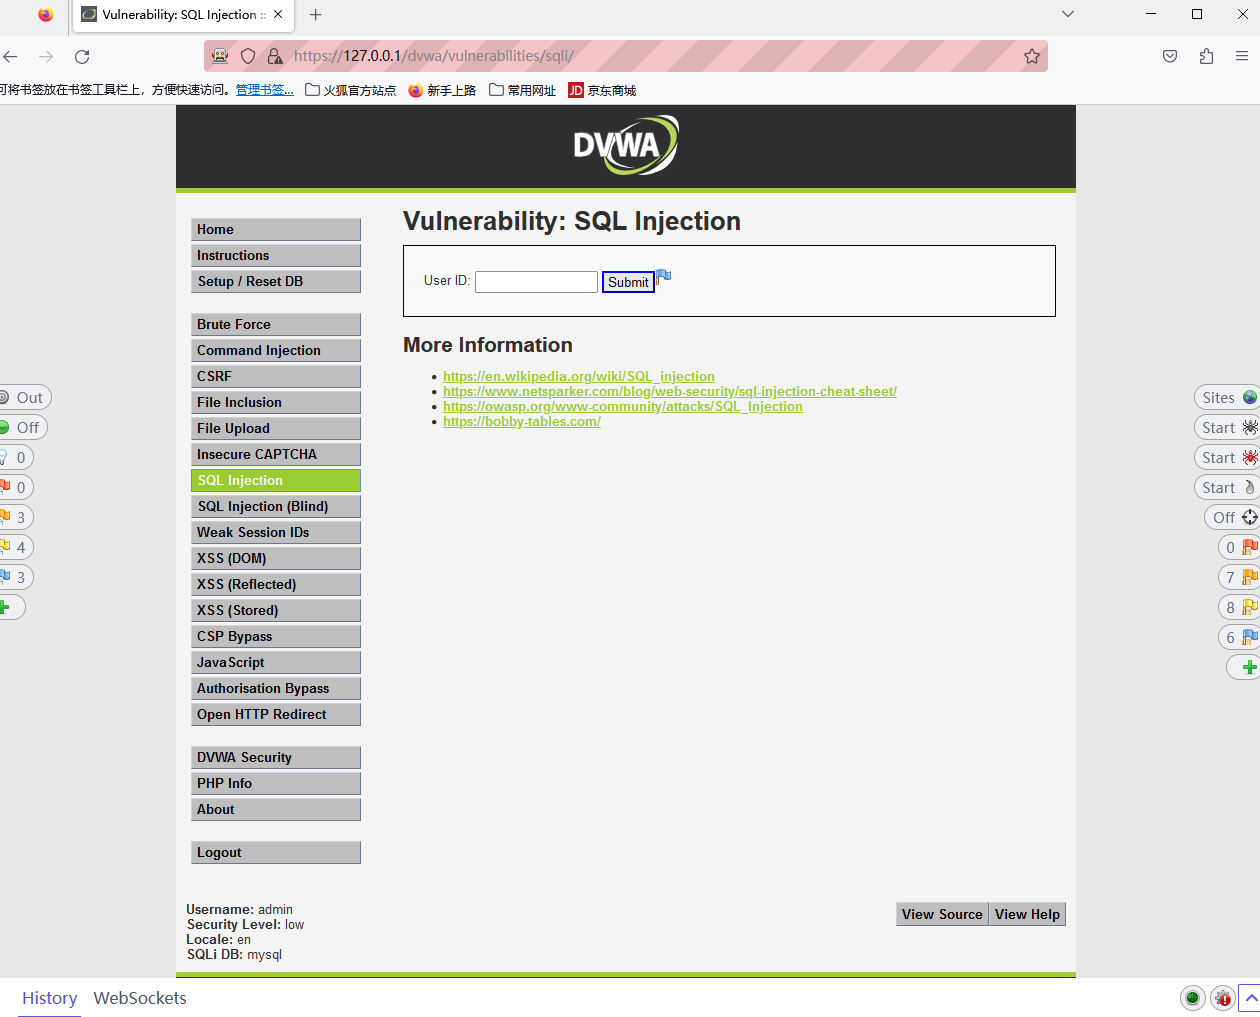 Vulnerability: SQL Injection ::
https://127.0.0.1/dvwa/vulnerabilities/sqli/
可将书签放在书签工具栏上，方便快速访问。管理书签... 火狐官方站点 新手上路 常用网址 JD 京东商城
DVWA
Home
Instructions
Setup / Reset DB
Brute Force
Command Injection
CSRF
File Inclusion
File Upload
Insecure CAPTCHA
SQL Injection
SQL Injection (Blind)
Weak Session IDs
XSS (DOM)
XSS (Reflected)
XSS (Stored)
CSP Bypass
JavaScript
Authorisation Bypass
Open HTTP Redirect
DVWA Security
PHP Info
About
Logout
Vulnerability: SQL Injection
User ID: Submit
More Information
https://en.wikipedia.org/wiki/SQL_injection
https://www.netsparker.com/blog/web-security/sql-injection-cheat-sheet/
https://owasp.org/www-community/attacks/SQL_Injection
https://bobby-tables.com/
Out
Off
0
0
3
4
3
Sites
Start
Start
Start
Off
0
7
8
6
Username: admin
Security Level: low
Locale: en
SQLi DB: mysql
View Source View Help
History WebSockets